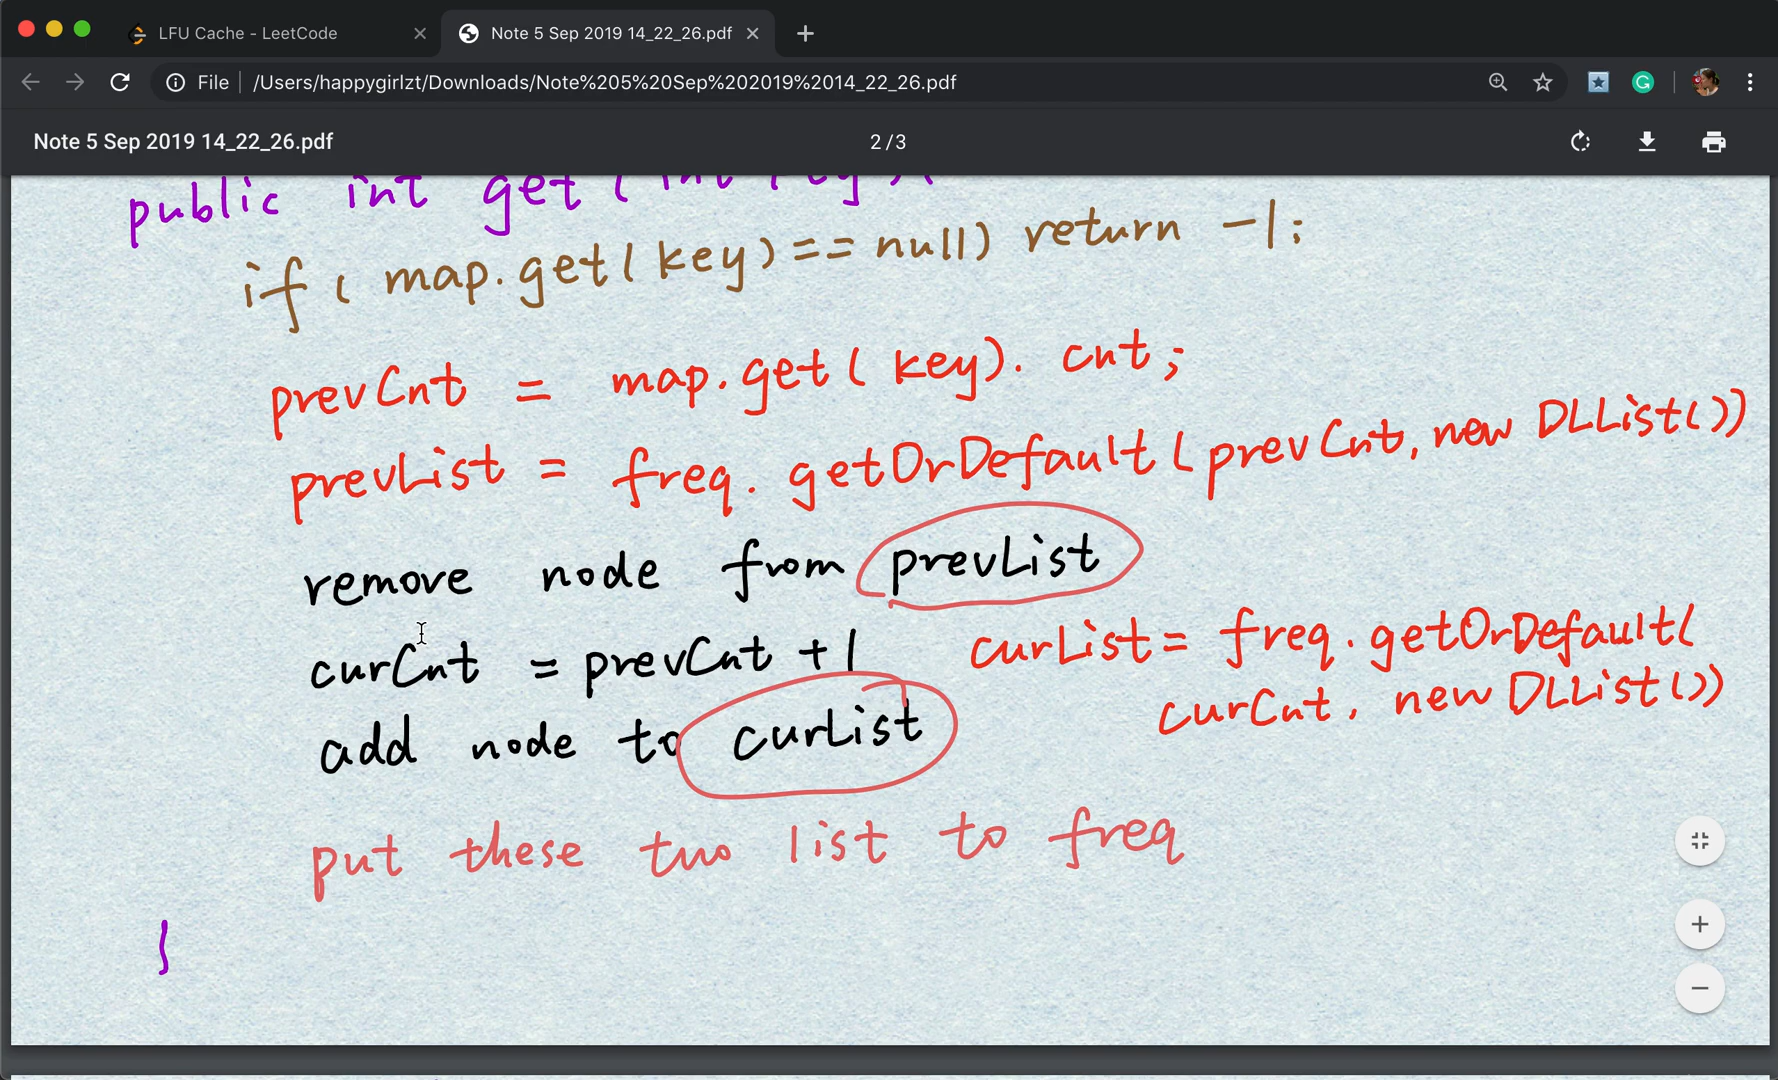 LFU Cache - LeetCode
Note 5 Sep 2019 14_22_26.pdf
File
/Users/happygirlzt/Downloads/Note%205%20Sep%202019%2014_22_26.pdf
Note 5 Sep 2019 14_22_26.pdf
2 / 3
public int get ( int key ) {
if ( map.get( key ) == null ) return -1 ;
prevCnt = map.get( key ). cnt ;
prevList = freq. getOrDefault ( prevCnt, new DLList())
remove node from prevList
curCnt = prevCnt + 1
curList = freq. getOrDefault(
curCnt, new DLList())
add node to curList
put these two list to freq
}